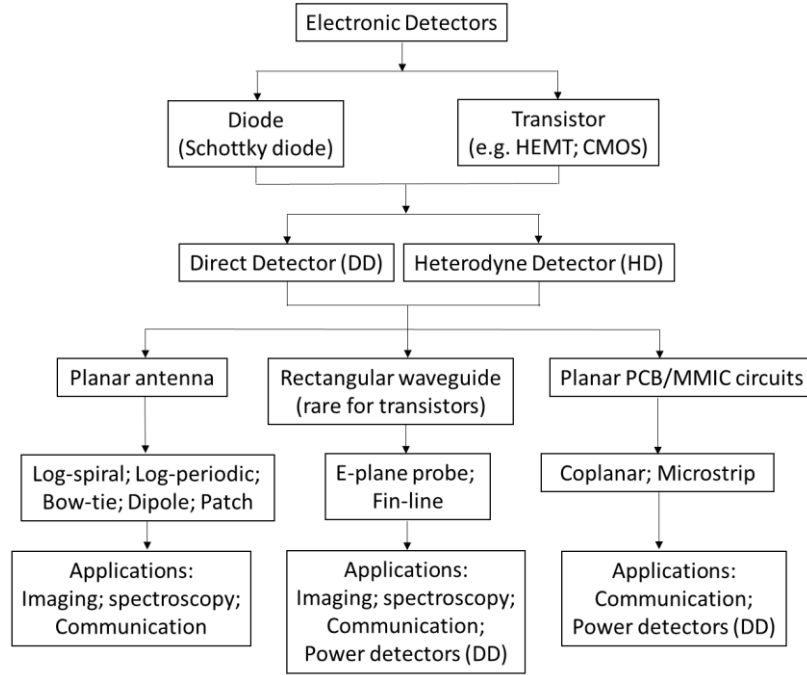 Electronic Detectors
Diode
(Schottky diode)
Transistor
(e.g. HEMT; CMOS)
Direct Detector (DD)
Heterodyne Detector (HD)
Planar antenna
Rectangular waveguide
(rare for transistors)
Planar PCB/MMIC circuits
Log-spiral; Log-periodic;
Bow-tie; Dipole; Patch
E-plane probe;
Fin-line
Coplanar; Microstrip
Applications:
Imaging; spectroscopy;
Communication
Applications:
Imaging; spectroscopy;
Communication;
Power detectors (DD)
Applications:
Communication;
Power detectors (DD)